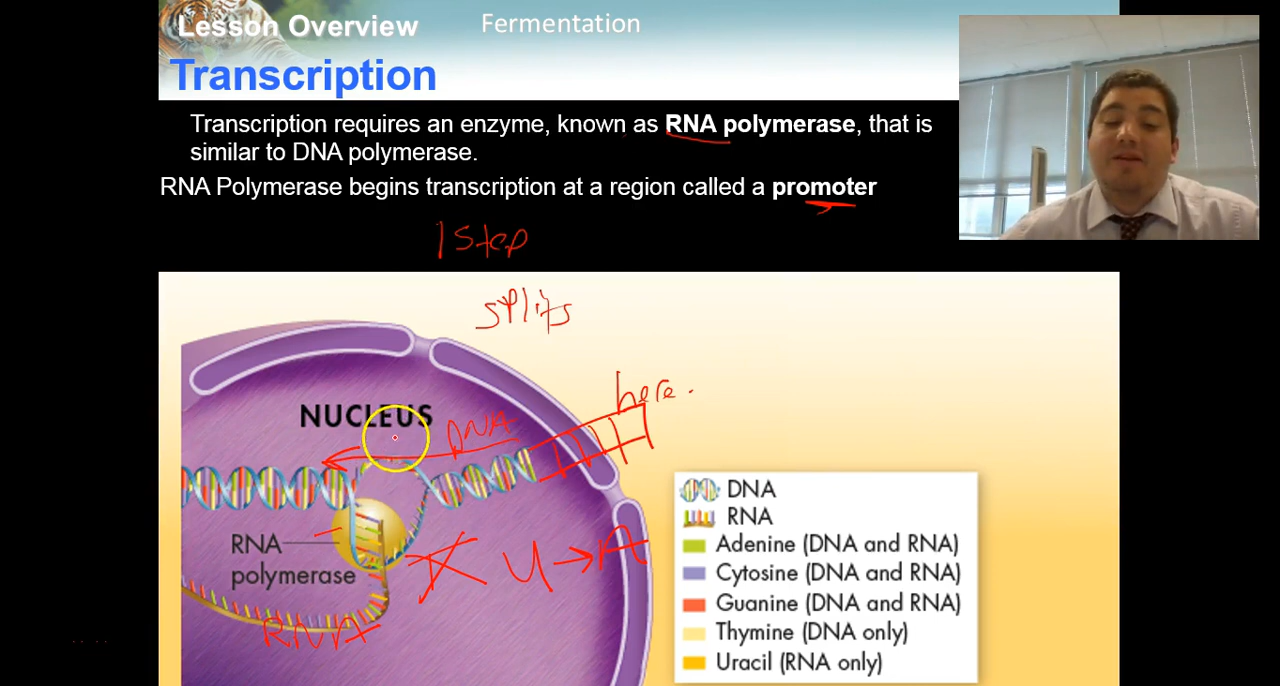 Lesson Overview Fermentation
Transcription
Transcription requires an enzyme, known as RNA polymerase, that is
similar to DNA polymerase.
RNA Polymerase begins transcription at a region called a promoter
1 Step
splits
here.
NUCLEUS
DNA
RNA
polymerase
U→A
RNA
DNA
RNA
Adenine (DNA and RNA)
Cytosine (DNA and RNA)
Guanine (DNA and RNA)
Thymine (DNA only)
Uracil (RNA only)